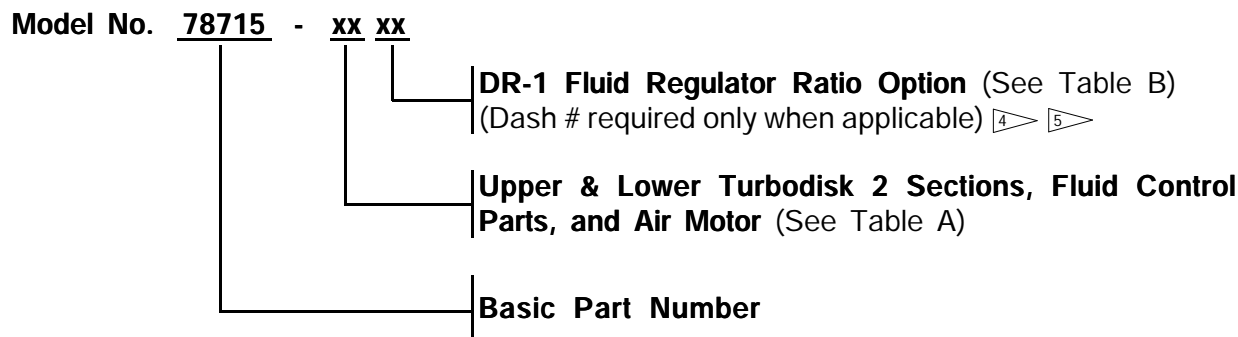 Model No. 78715 - xx xx
DR-1 Fluid Regulator Ratio Option (See Table B)
(Dash # required only when applicable) 4 5
Upper & Lower Turbodisk 2 Sections, Fluid Control
Parts, and Air Motor (See Table A)
Basic Part Number